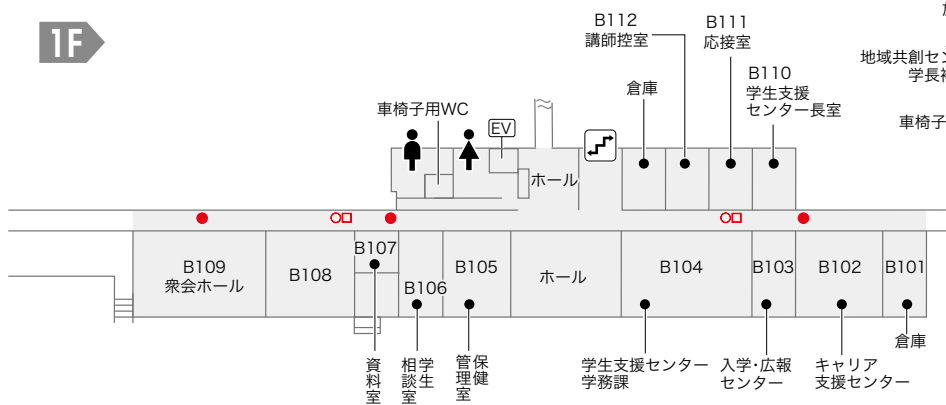 1F
B112
講師控室
B111
応接室
B110
学生支援
センター長室
倉庫
車椅子用WC
EV
ホール
地域共創セン
学長補
車椅子
B109
衆会ホール
B108
B107
B106
B105
ホール
B104
B103
B102
B101
資料室
学生
相談室
保健
管理室
学生支援センター
学務課
入学・広報
センター
キャリア
支援センター
倉庫